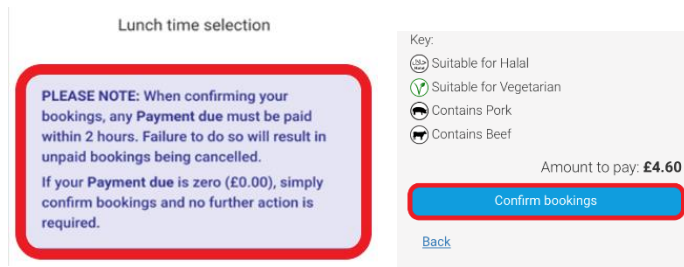 Lunch time selection
PLEASE NOTE: When confirming your
bookings, any Payment due must be paid
within 2 hours. Failure to do so will result in
unpaid bookings being cancelled.
If your Payment due is zero (£0.00), simply
confirm bookings and no further action is
required.
Key:
Suitable for Halal
Suitable for Vegetarian
Contains Pork
Contains Beef
Amount to pay: £4.60
Confirm bookings
Back